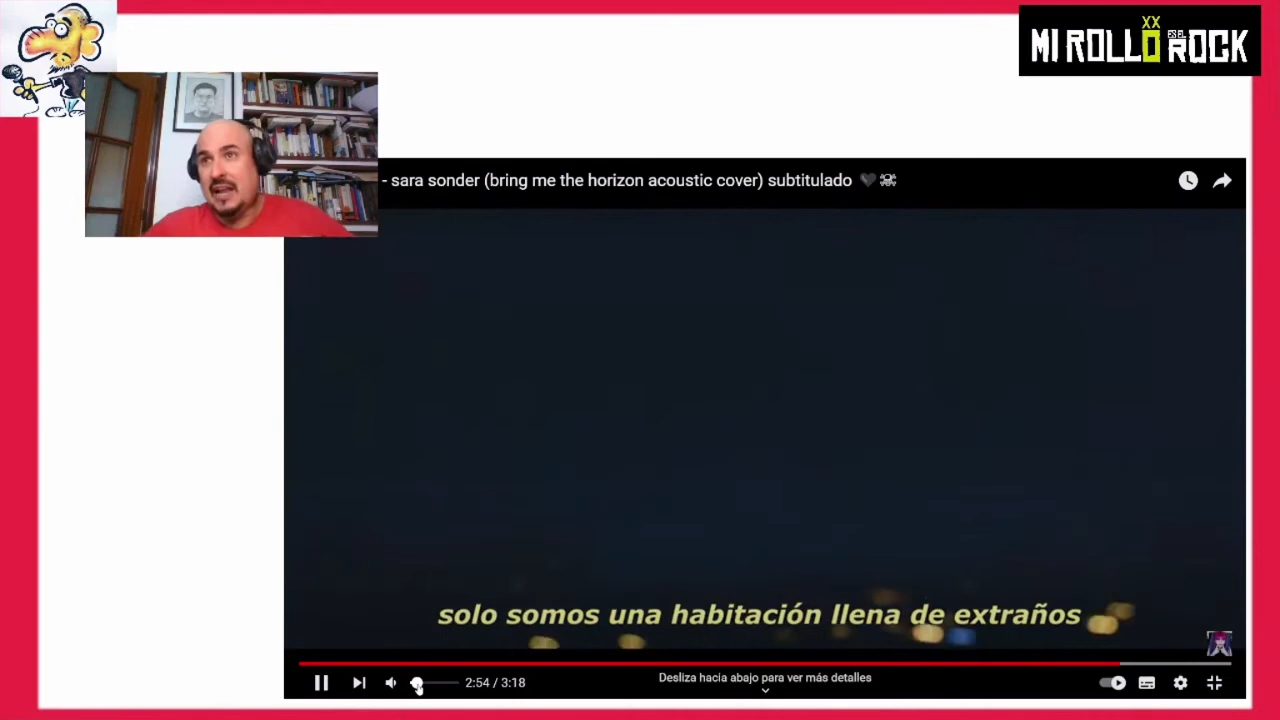 XX
MI ROLLO ES EL ROCK
- sara sonder (bring me the horizon acoustic cover) subtitulado
solo somos una habitación llena de extraños
2:54 / 3:18
Desliza hacia abajo para ver más detalles